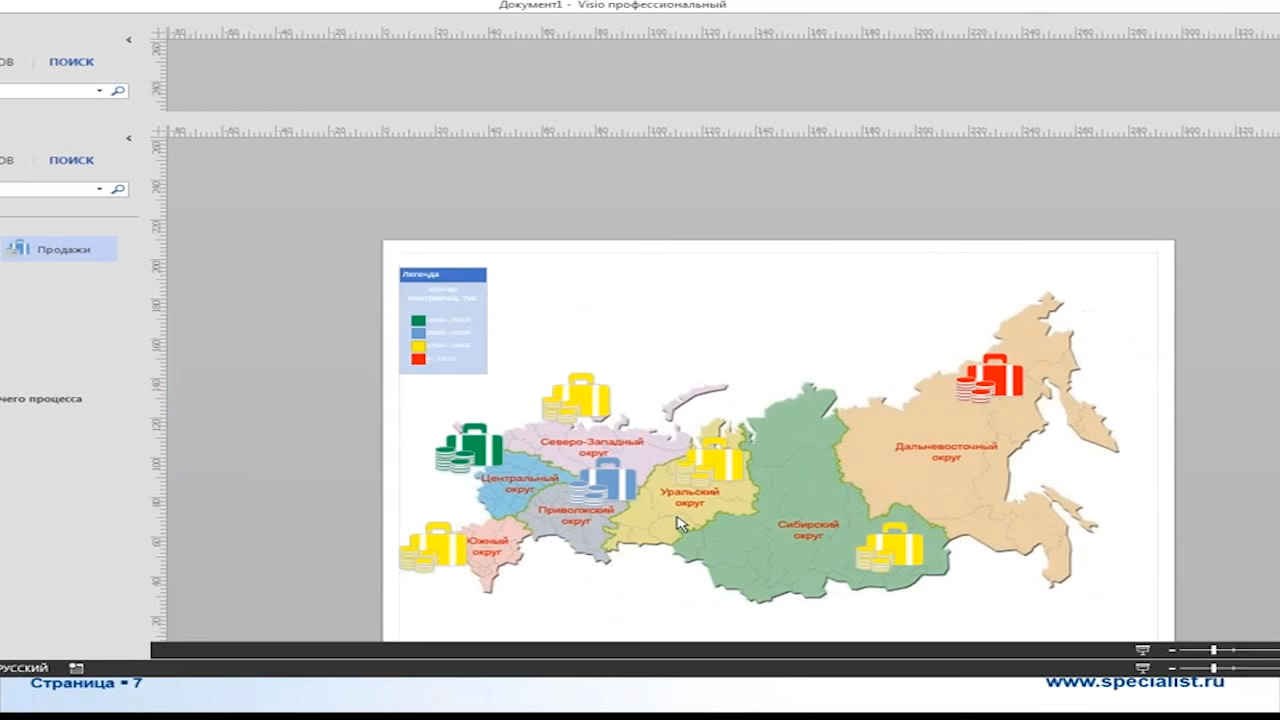 Документ1 - Visio профессиональный
ОВ ПОИСК
ОВ ПОИСК
Продажи
чего процесса
Легенда
Северо-Западный
округ
Дальневосточный
округ
Центральный
округ
Уральский
округ
Приволжский
округ
Сибирский
округ
Южный
округ
РУССКИЙ
Страница ▪ 7
www.specialist.ru